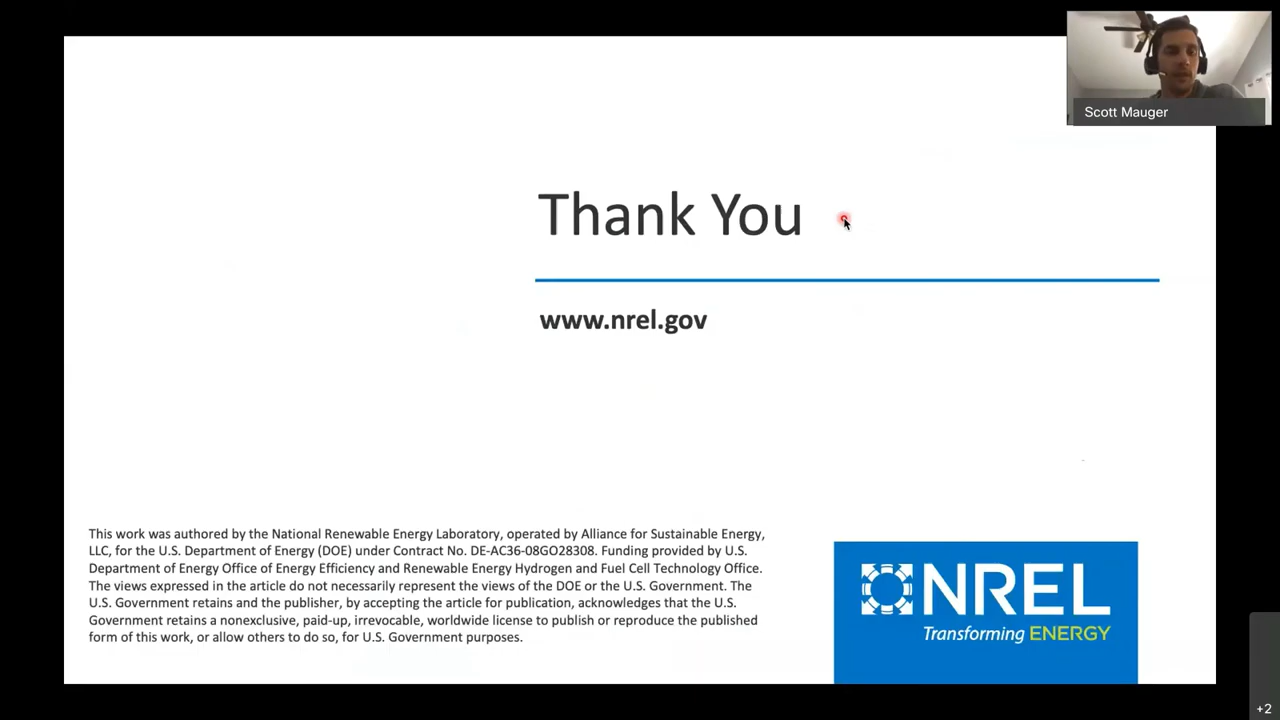 Scott Mauger
Thank You
www.nrel.gov
This work was authored by the National Renewable Energy Laboratory, operated by Alliance for Sustainable Energy,
LLC, for the U.S. Department of Energy (DOE) under Contract No. DE-AC36-08GO28308. Funding provided by U.S.
Department of Energy Office of Energy Efficiency and Renewable Energy Hydrogen and Fuel Cell Technology Office.
The views expressed in the article do not necessarily represent the views of the DOE or the U.S. Government. The
U.S. Government retains and the publisher, by accepting the article for publication, acknowledges that the U.S.
Government retains a nonexclusive, paid-up, irrevocable, worldwide license to publish or reproduce the published
form of this work, or allow others to do so, for U.S. Government purposes.
NREL
Transforming ENERGY
+2